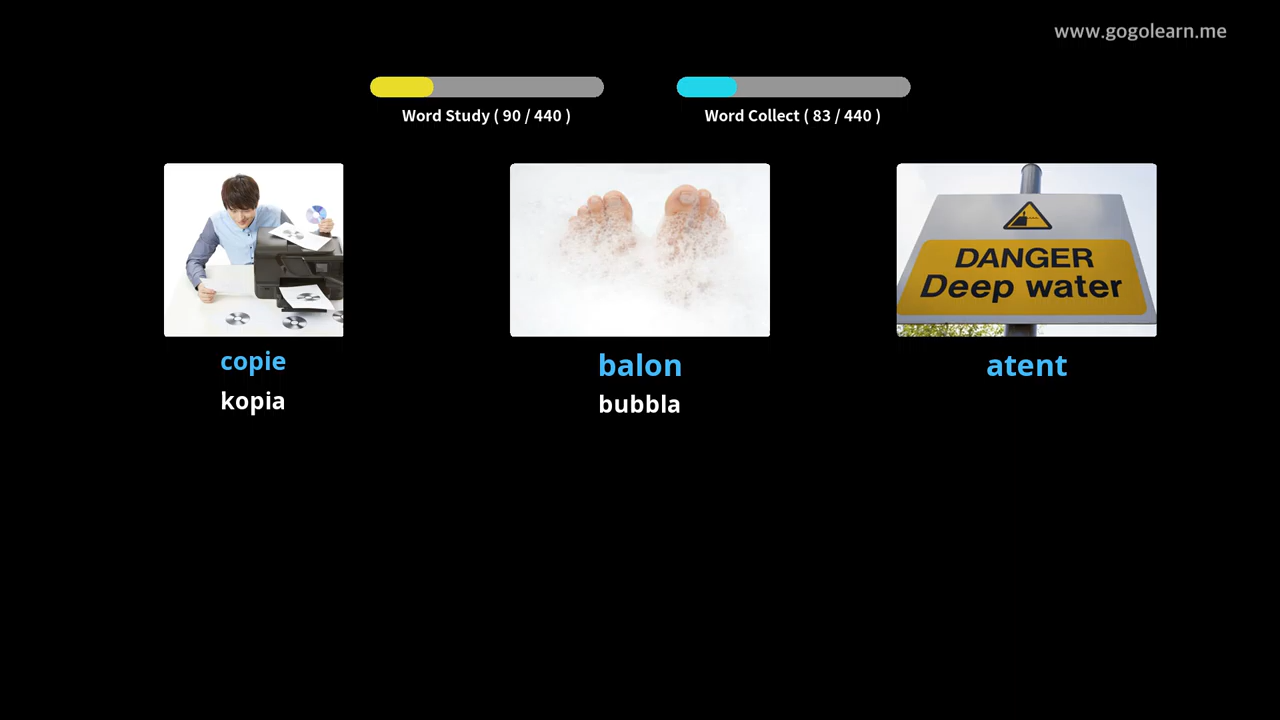 www.gogolearn.me
Word Study ( 90 / 440 )
Word Collect ( 83 / 440 )
DANGER
Deep water
copie
kopia
balon
bubbla
atent